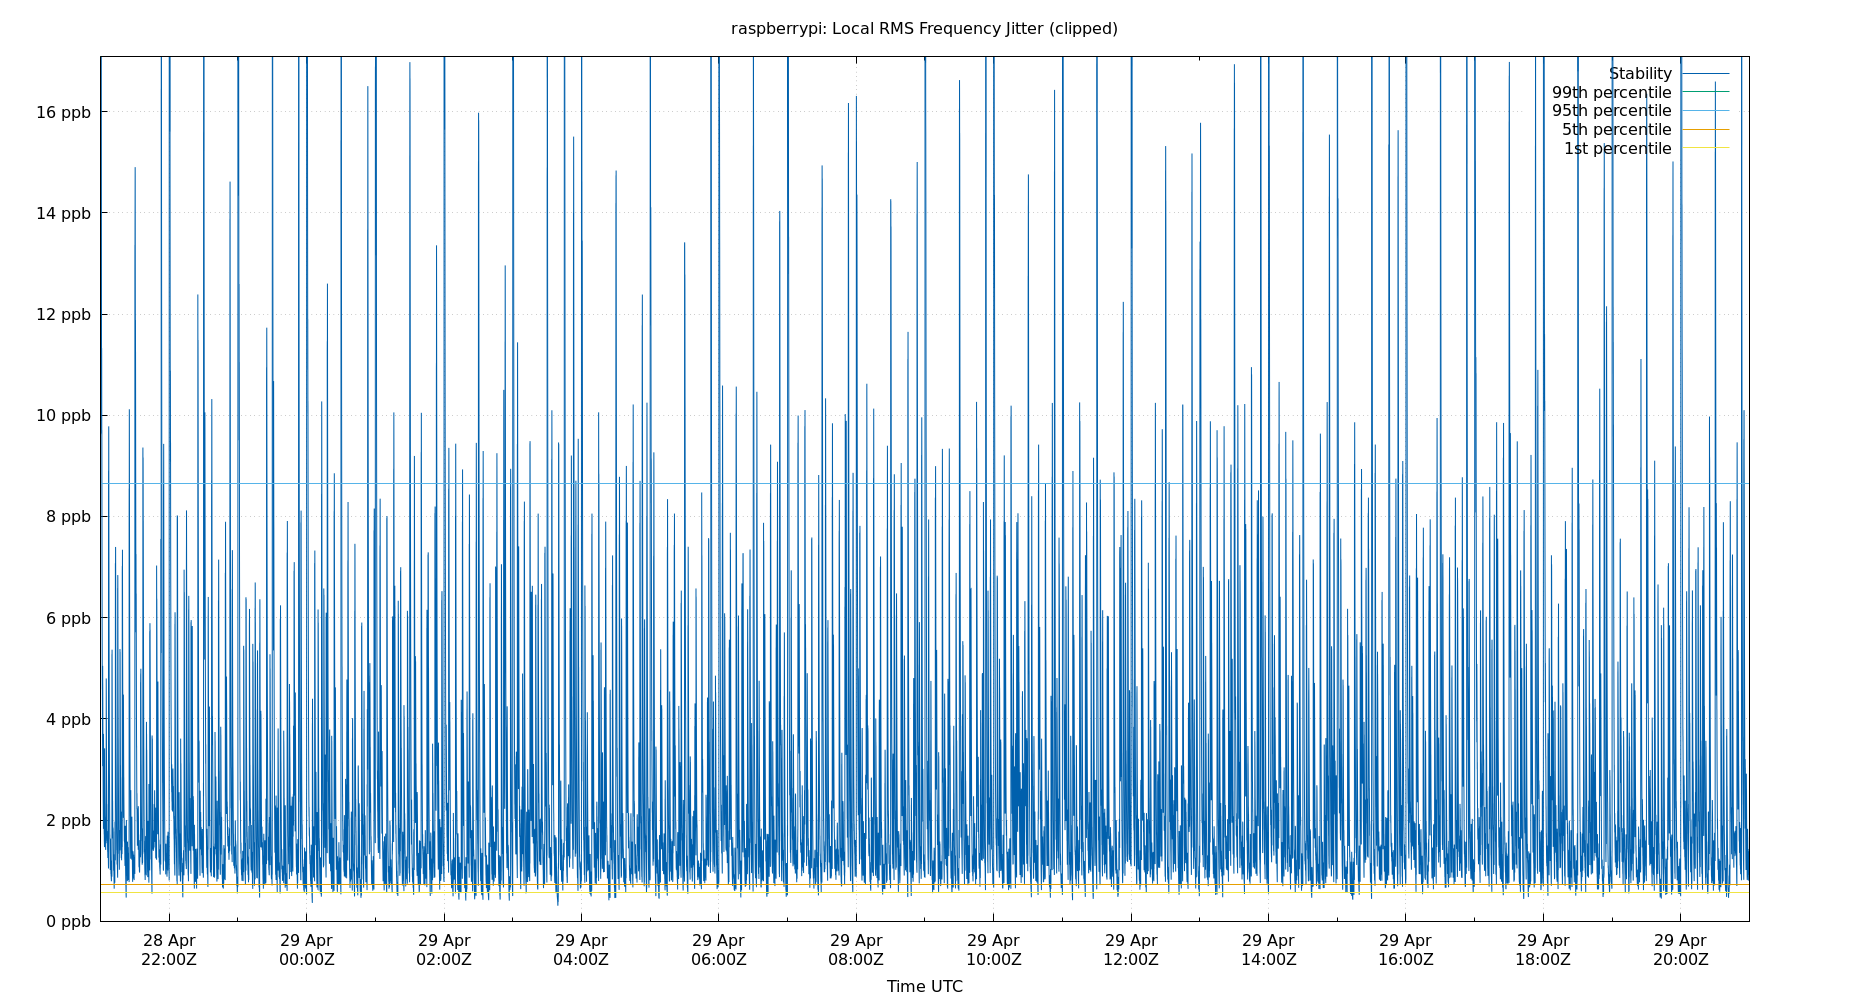 raspberrypi: Local RMS Frequency Jitter (clipped)
Stability
99th percentile
95th percentile
5th percentile
1st percentile
16 ppb
14 ppb
12 ppb
10 ppb
8 ppb
6 ppb
4 ppb
2 ppb
0 ppb
28 Apr 29 Apr 29 Apr 29 Apr 29 Apr 29 Apr 29 Apr 29 Apr 29 Apr 29 Apr 29 Apr 29 Apr
22:00Z 00:00Z 02:00Z 04:00Z 06:00Z 08:00Z 10:00Z 12:00Z 14:00Z 16:00Z 18:00Z 20:00Z
Time UTC